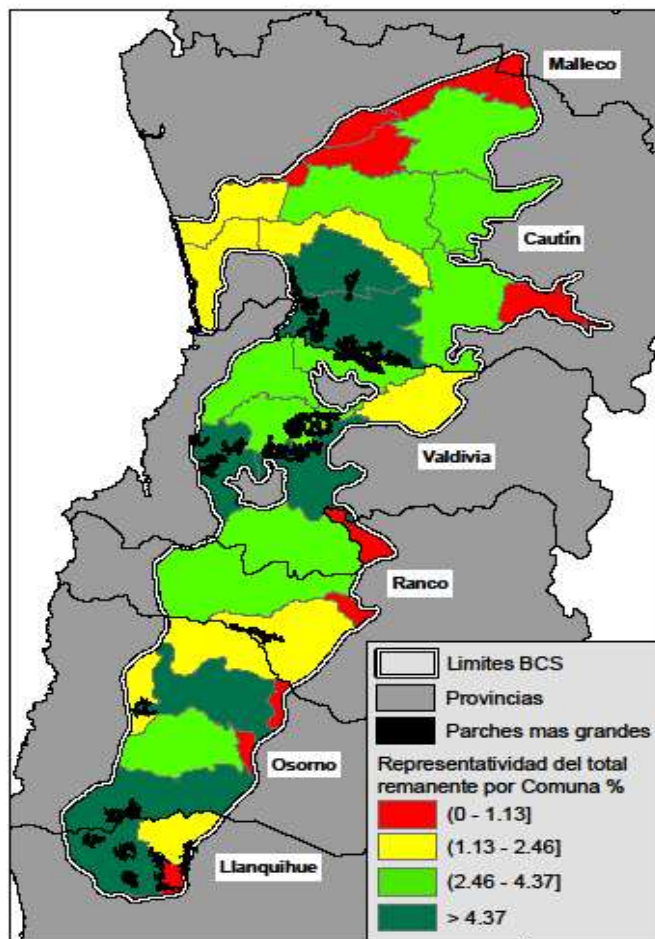 Malleco
Cautín
Valdivia
Ranco
Osorno
Llanquihue
Limites BCS
Provincias
Parches mas grandes
Representatividad del total
remanente por Comuna %
(0 - 1.13]
(1.13 - 2.46]
(2.46 - 4.37]
> 4.37